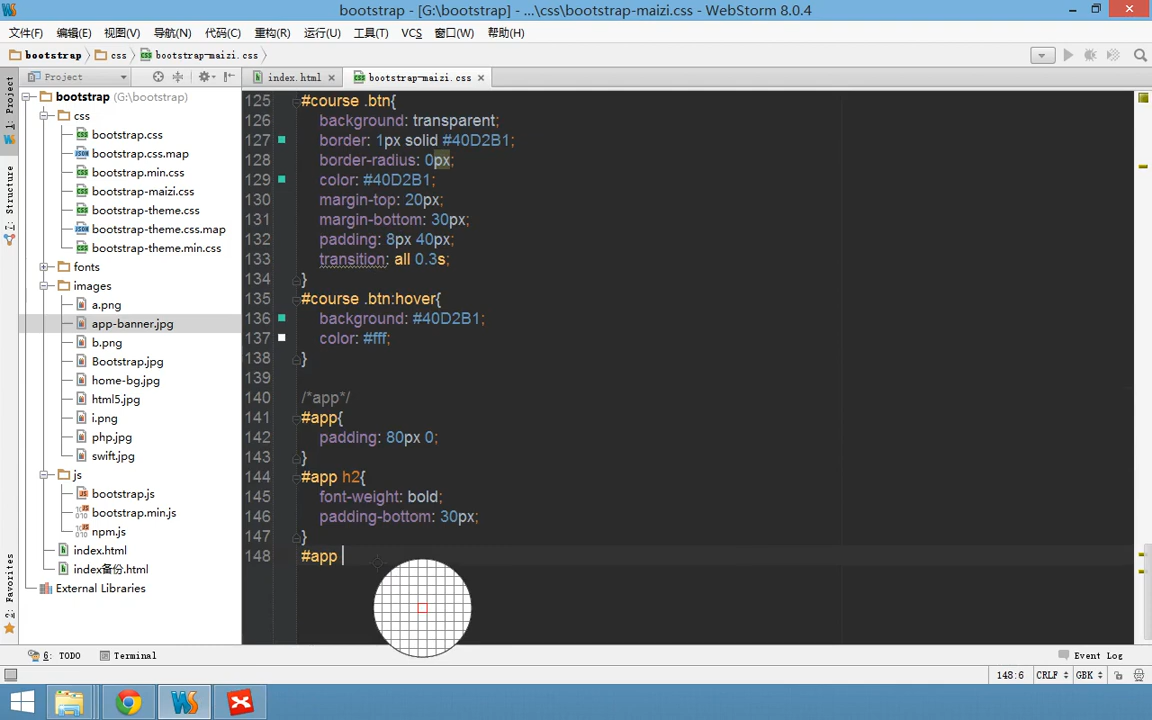 bootstrap - [G:\bootstrap] - ...\css\bootstrap-maizi.css - WebStorm 8.0.4
文件(F) 编辑(E) 视图(V) 导航(N) 代码(C) 重构(R) 运行(U) 工具(T) VCS 窗口(W) 帮助(H)
bootstrap css bootstrap-maizi.css
Project
index.html bootstrap-maizi.css
1: Project
7: Structure
2: Favorites
bootstrap (G:\bootstrap)
css
bootstrap.css
bootstrap.css.map
bootstrap.min.css
bootstrap-maizi.css
bootstrap-theme.css
bootstrap-theme.css.map
bootstrap-theme.min.css
fonts
images
a.png
app-banner.jpg
b.png
Bootstrap.jpg
home-bg.jpg
html5.jpg
i.png
php.jpg
swift.jpg
js
bootstrap.js
bootstrap.min.js
npm.js
index.html
index备份.html
External Libraries
125 #course .btn{
126 background: transparent;
127 border: 1px solid #40D2B1;
128 border-radius: 0px;
129 color: #40D2B1;
130 margin-top: 20px;
131 margin-bottom: 30px;
132 padding: 8px 40px;
133 transition: all 0.3s;
134 }
135 #course .btn:hover{
136 background: #40D2B1;
137 color: #fff;
138 }
139
140 /*app*/
141 #app{
142 padding: 80px 0;
143 }
144 #app h2{
145 font-weight: bold;
146 padding-bottom: 30px;
147 }
148 #app
6: TODO Terminal Event Log
148:6 CRLF GBK